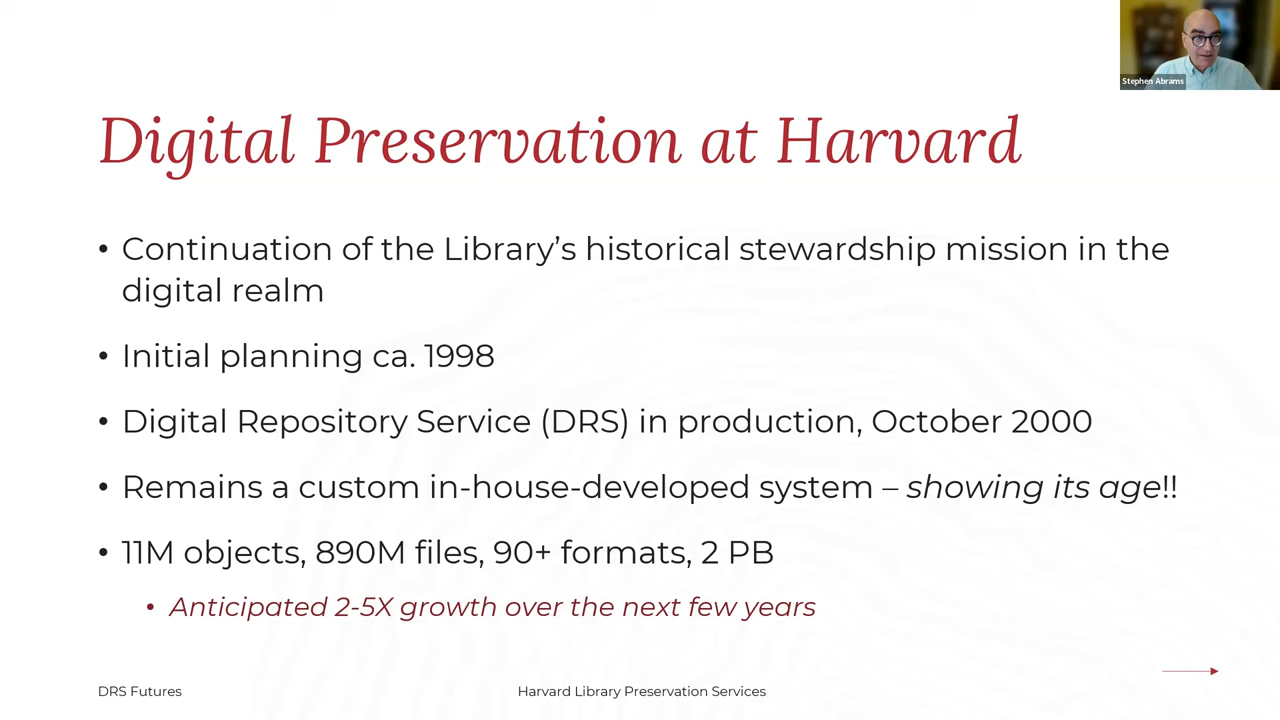 Stephen Abrams
Digital Preservation at Harvard
• Continuation of the Library’s historical stewardship mission in the
digital realm
• Initial planning ca. 1998
• Digital Repository Service (DRS) in production, October 2000
• Remains a custom in-house-developed system – showing its age!!
• 11M objects, 890M files, 90+ formats, 2 PB
• Anticipated 2-5X growth over the next few years
DRS Futures
Harvard Library Preservation Services